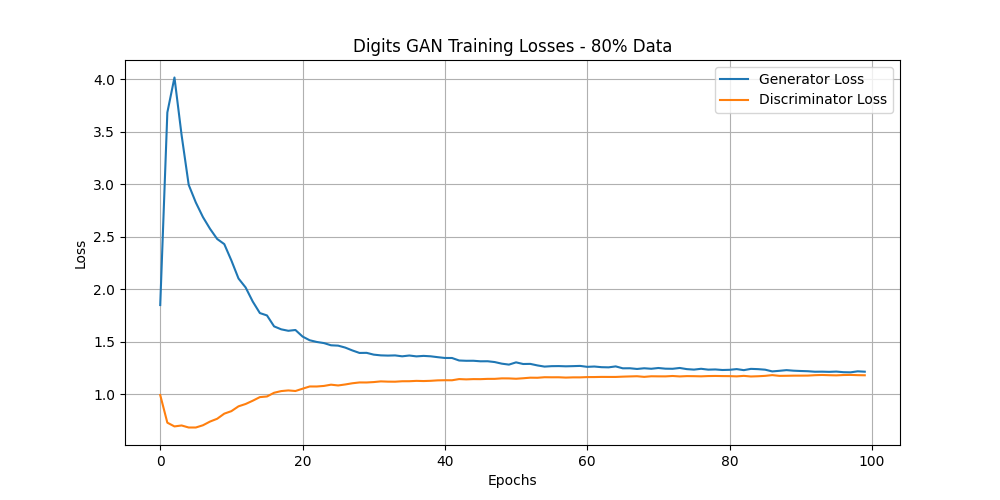 Digits GAN Training Losses - 80% Data
Generator Loss
Discriminator Loss
4.0
3.5
3.0
2.5
2.0
1.5
1.0
Loss
0 20 40 60 80 100
Epochs